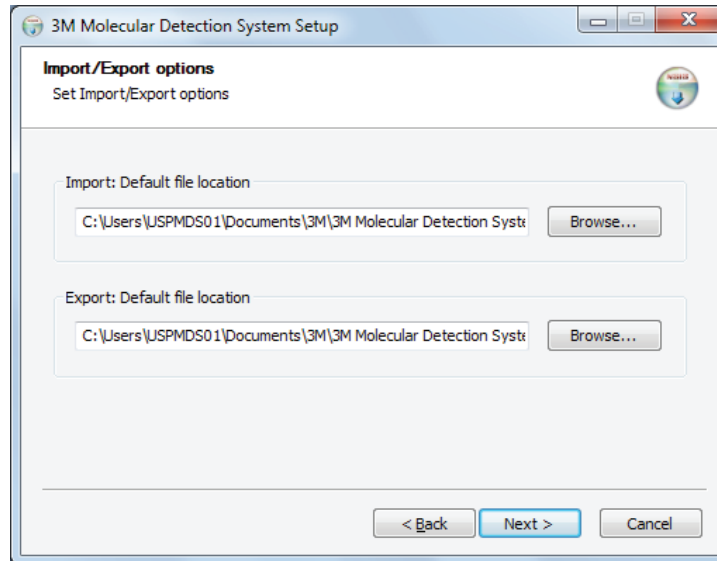 3M Molecular Detection System Setup
Import/Export options
Set Import/Export options
Import: Default file location
C:\Users\USPMDS01\Documents\3M\3M Molecular Detection Syste
Browse...
Export: Default file location
C:\Users\USPMDS01\Documents\3M\3M Molecular Detection Syste
Browse...
< Back
Next >
Cancel